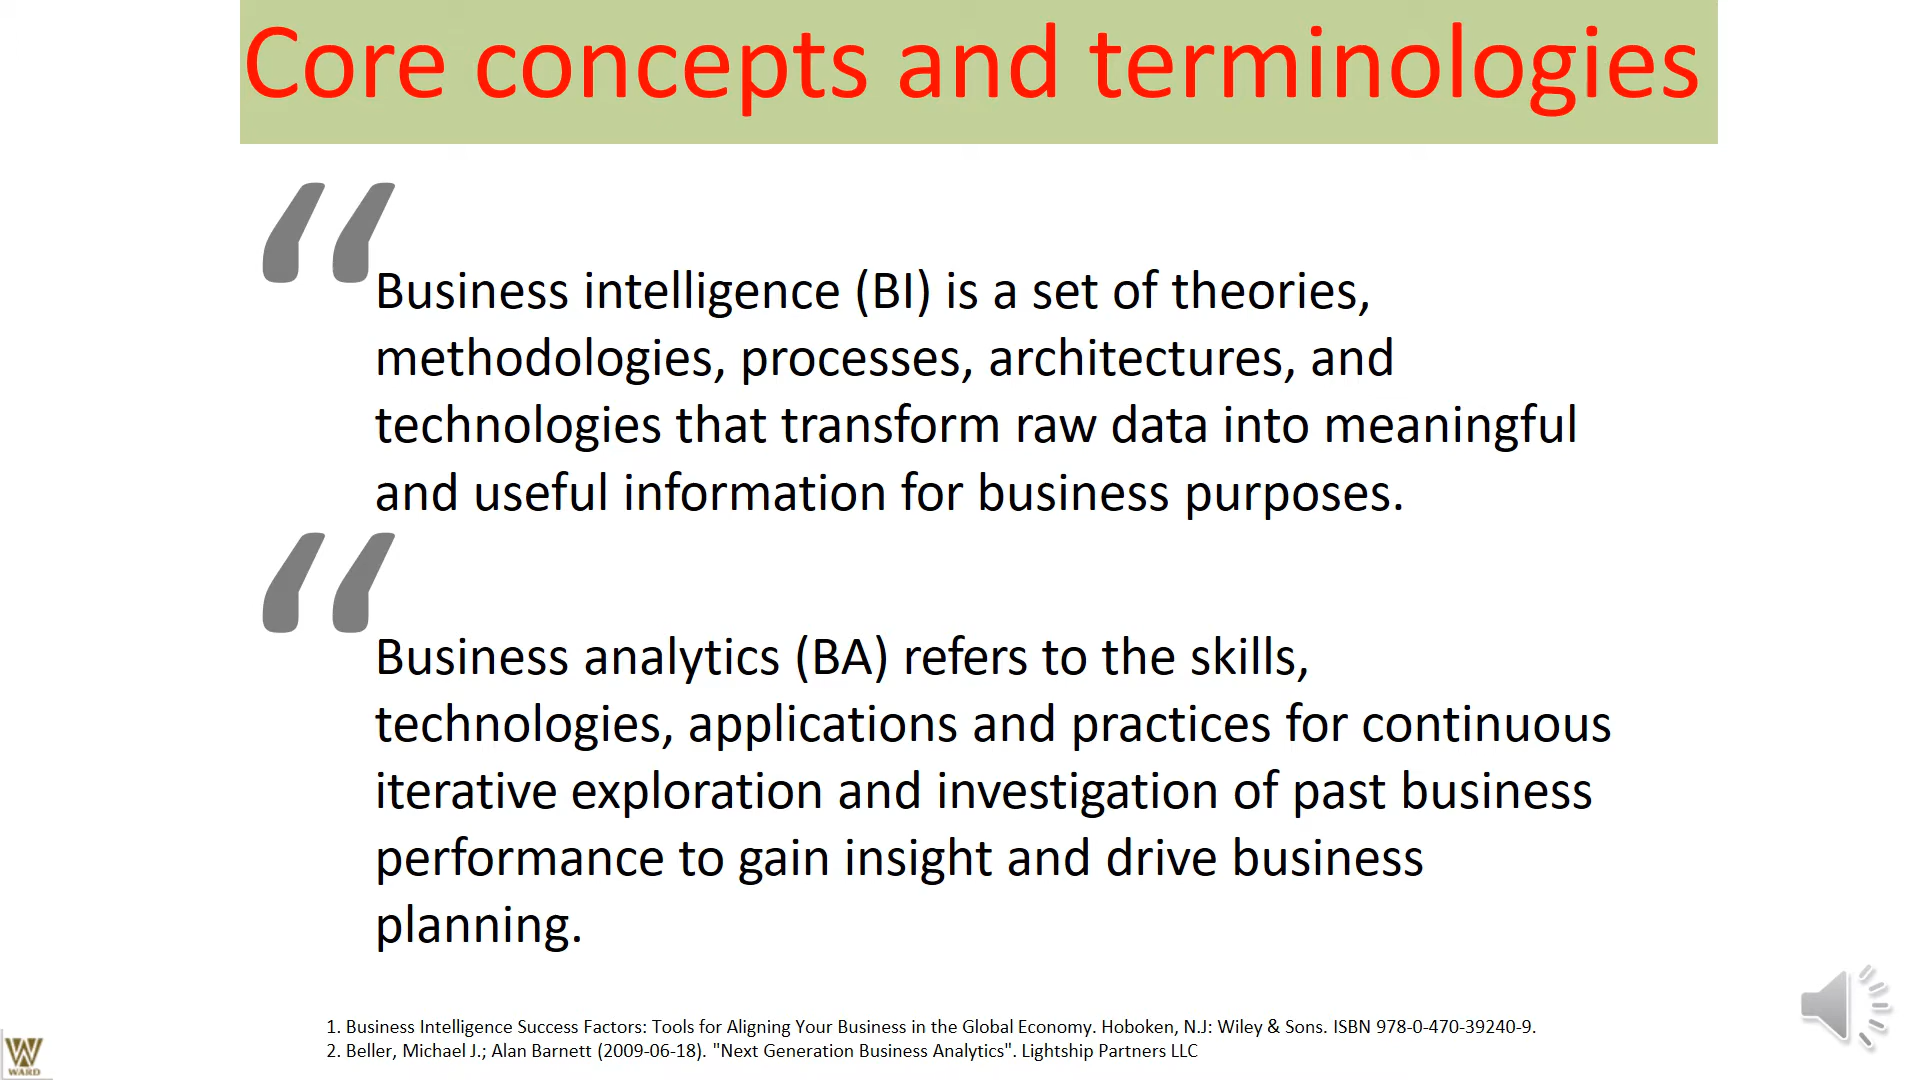 Core concepts and terminologies
“
Business intelligence (BI) is a set of theories,
methodologies, processes, architectures, and
technologies that transform raw data into meaningful
and useful information for business purposes.
“
Business analytics (BA) refers to the skills,
technologies, applications and practices for continuous
iterative exploration and investigation of past business
performance to gain insight and drive business
planning.
1. Business Intelligence Success Factors: Tools for Aligning Your Business in the Global Economy. Hoboken, N.J: Wiley & Sons. ISBN 978-0-470-39240-9.
2. Beller, Michael J.; Alan Barnett (2009-06-18). "Next Generation Business Analytics". Lightship Partners LLC
W
WARD